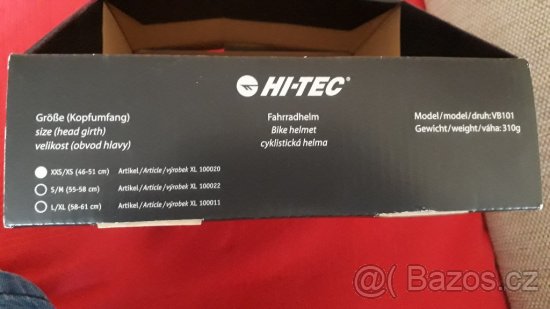 HI-TEC®
Größe (Kopfumfang)
size (head girth)
velikost (obvod hlavy)
Fahrradhelm
Bike helmet
cyklistická helma
Model/model/druh: VB101
Gewicht/weight/váha: 310g
XXS/XS (46-51 cm) Artikel/Article/výrobek XL 100020
S/M (55-58 cm) Artikel/Article/výrobek XL 100022
L/XL (58-61 cm) Artikel/Article/výrobek XL 100011
@ Bazos.cz